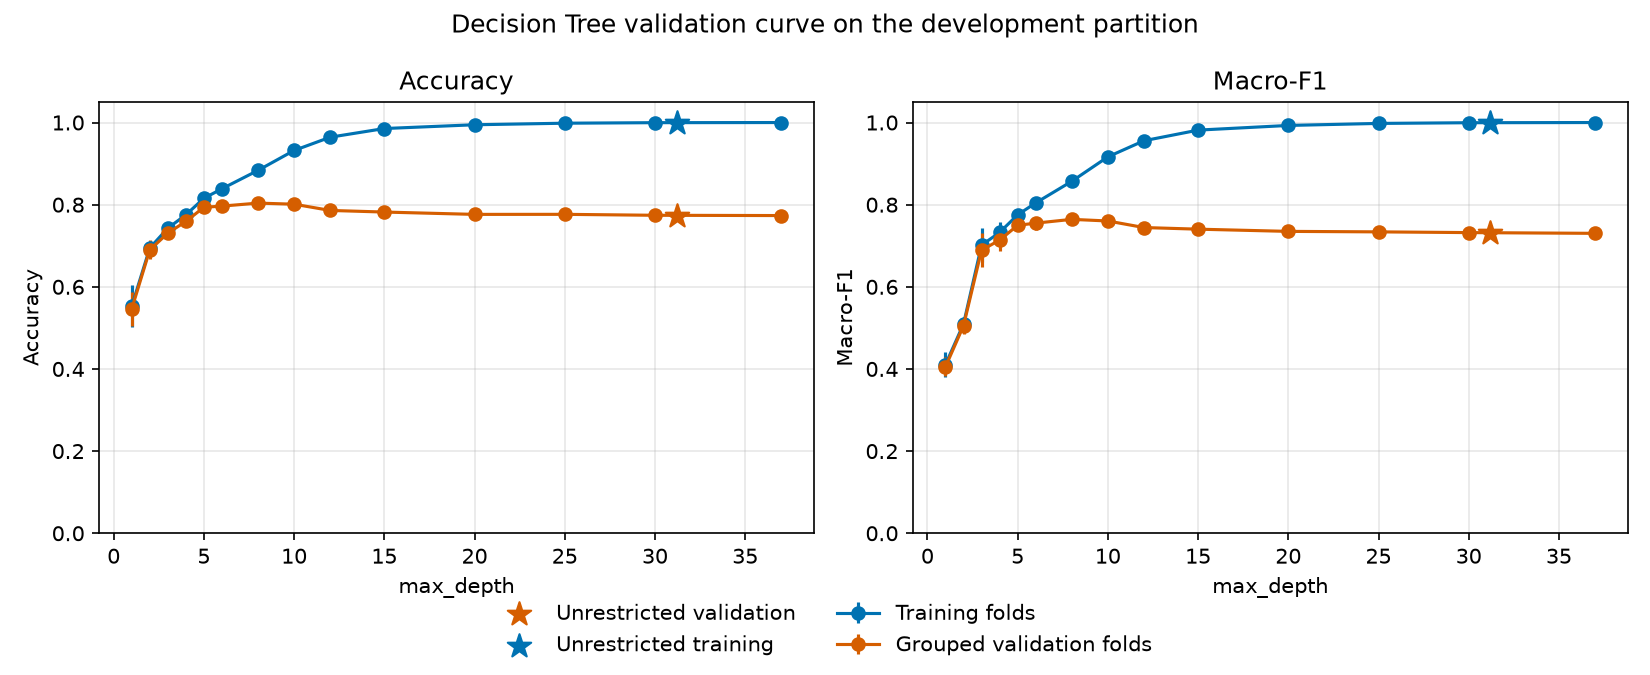 Decision Tree validation curve on the development partition
Accuracy
Accuracy
1.0
0.8
0.6
0.4
0.2
0.0
0 5 10 15 20 25 30 35
max_depth
Macro-F1
Macro-F1
1.0
0.8
0.6
0.4
0.2
0.0
0 5 10 15 20 25 30 35
max_depth
Unrestricted validation
Unrestricted training
Training folds
Grouped validation folds